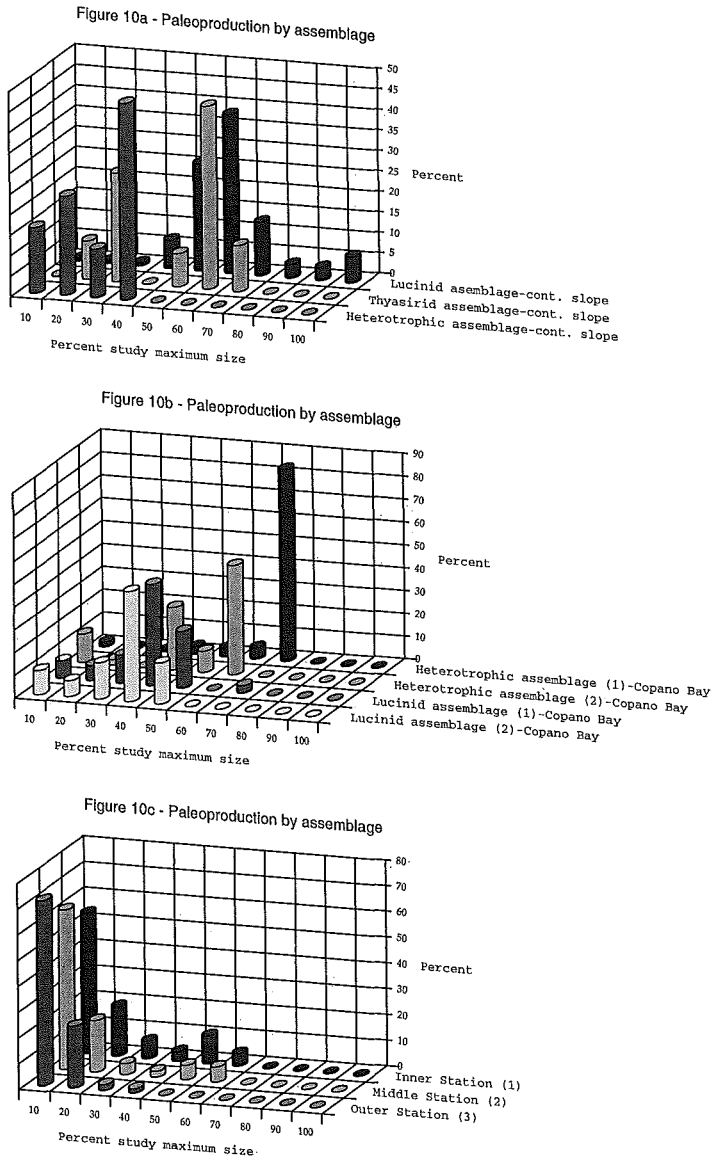 Figure 10a - Paleoproduction by assemblage
50
45
40
35
30
25
20
15
10
5
0
Percent
Lucinid asemblage-cont. slope
Thyasirid assemblage-cont. slope
Heterotrophic assemblage-cont. slope
10 20 30 40 50 60 70 80 90 100
Percent study maximum size
Figure 10b - Paleoproduction by assemblage
90
80
70
60
50
40
30
20
10
0
Percent
Heterotrophic assemblage (1)-Copano Bay
Heterotrophic assemblage (2)-Copano Bay
Lucinid assemblage (1)-Copano Bay
Lucinid assemblage (2)-Copano Bay
10 20 30 40 50 60 70 80 90 100
Percent study maximum size
Figure 10c - Paleoproduction by assemblage
80
70
60
50
40
30
20
10
0
Percent
Inner Station (1)
Middle Station (2)
Outer Station (3)
10 20 30 40 50 60 70 80 90 100
Percent study maximum size